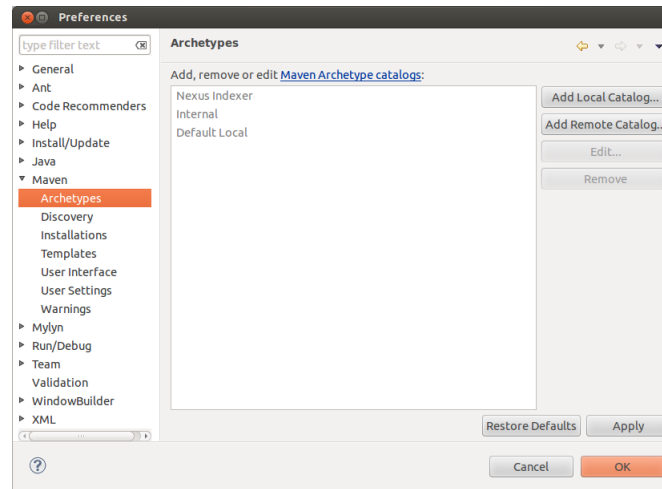 Preferences
type filter text
General
Ant
Code Recommenders
Help
Install/Update
Java
Maven
Archetypes
Discovery
Installations
Templates
User Interface
User Settings
Warnings
Mylyn
Run/Debug
Team
Validation
WindowBuilder
XML
Archetypes
Add, remove or edit Maven Archetype catalogs:
Nexus Indexer
Internal
Default Local
Add Local Catalog...
Add Remote Catalog..
Edit...
Remove
Restore Defaults
Apply
?
Cancel
OK